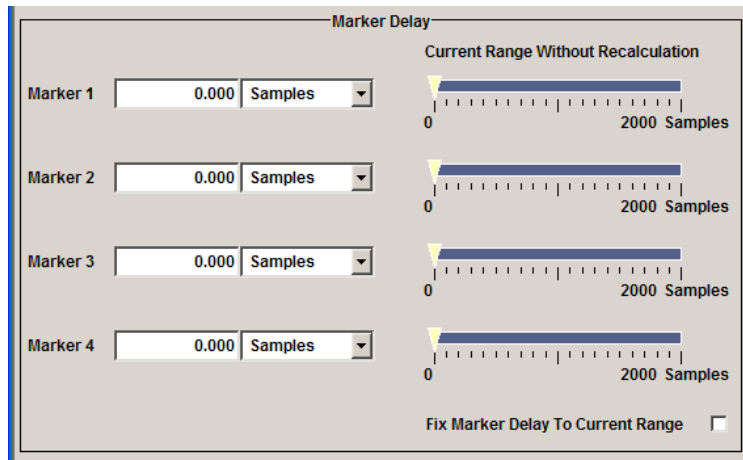 Marker Delay
Current Range Without Recalculation
Marker 1 0.000 Samples
0 2000 Samples
Marker 2 0.000 Samples
0 2000 Samples
Marker 3 0.000 Samples
0 2000 Samples
Marker 4 0.000 Samples
0 2000 Samples
Fix Marker Delay To Current Range